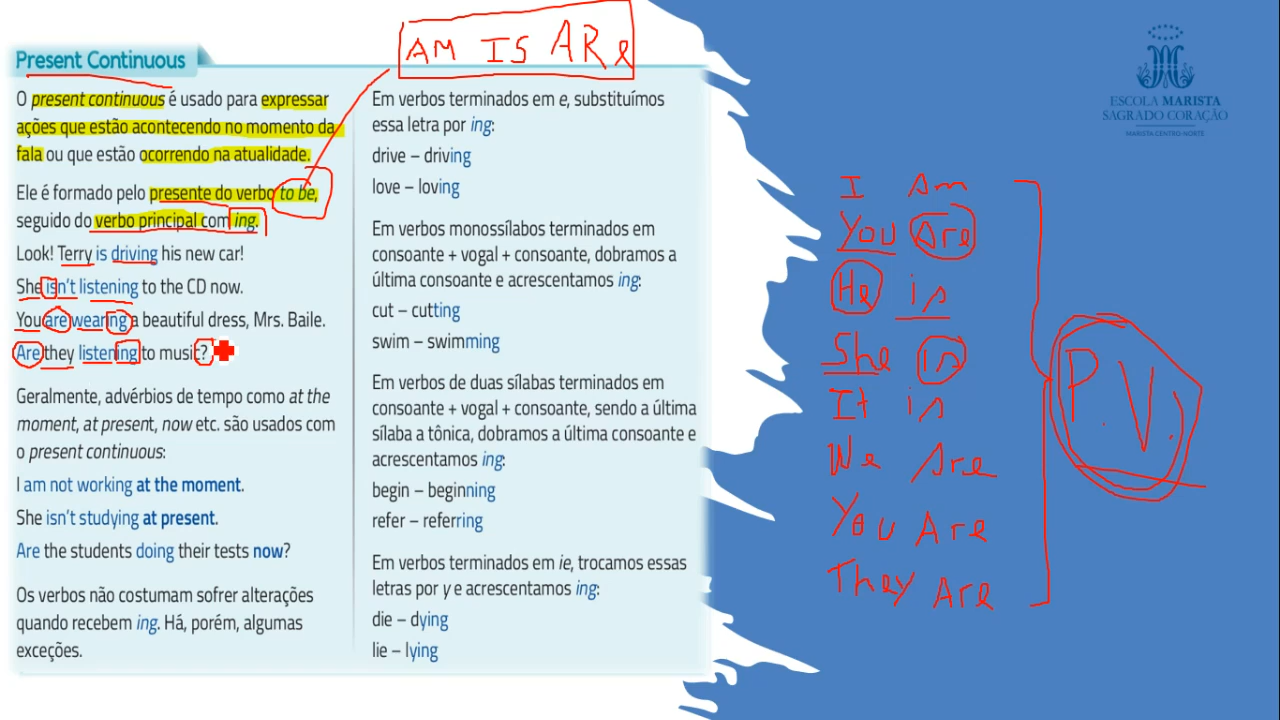 AM IS ARe
Present Continuous
O present continuous é usado para expressar
ações que estão acontecendo no momento da
fala ou que estão ocorrendo na atualidade.
Ele é formado pelo presente do verbo to be,
seguido do verbo principal com ing.
Look! Terry is driving his new car!
She isn't listening to the CD now.
You are wearing a beautiful dress, Mrs. Baile.
Are they listening to music?
Geralmente, advérbios de tempo como at the
moment, at present, now etc. são usados com
o present continuous:
I am not working at the moment.
She isn't studying at present.
Are the students doing their tests now?
Os verbos não costumam sofrer alterações
quando recebem ing. Há, porém, algumas
exceções.
Em verbos terminados em e, substituímos
essa letra por ing:
drive – driving
love – loving
Em verbos monossílabos terminados em
consoante + vogal + consoante, dobramos a
última consoante e acrescentamos ing:
cut – cutting
swim – swimming
Em verbos de duas sílabas terminados em
consoante + vogal + consoante, sendo a última
sílaba a tônica, dobramos a última consoante e
acrescentamos ing:
begin – beginning
refer – referring
Em verbos terminados em ie, trocamos essas
letras por y e acrescentamos ing:
die – dying
lie – lying
ESCOLA MARISTA
SAGRADO CORAÇÃO
MARISTA CENTRO-NORTE
I Am
You Are
He is
She is
It is
We Are
You Are
They Are
P.V.